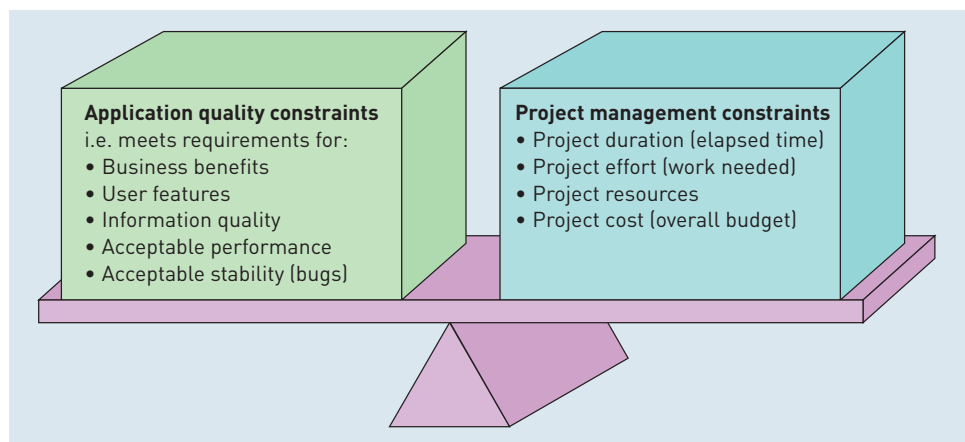 Application quality constraints
i.e. meets requirements for:
• Business benefits
• User features
• Information quality
• Acceptable performance
• Acceptable stability (bugs)
Project management constraints
• Project duration (elapsed time)
• Project effort (work needed)
• Project resources
• Project cost (overall budget)